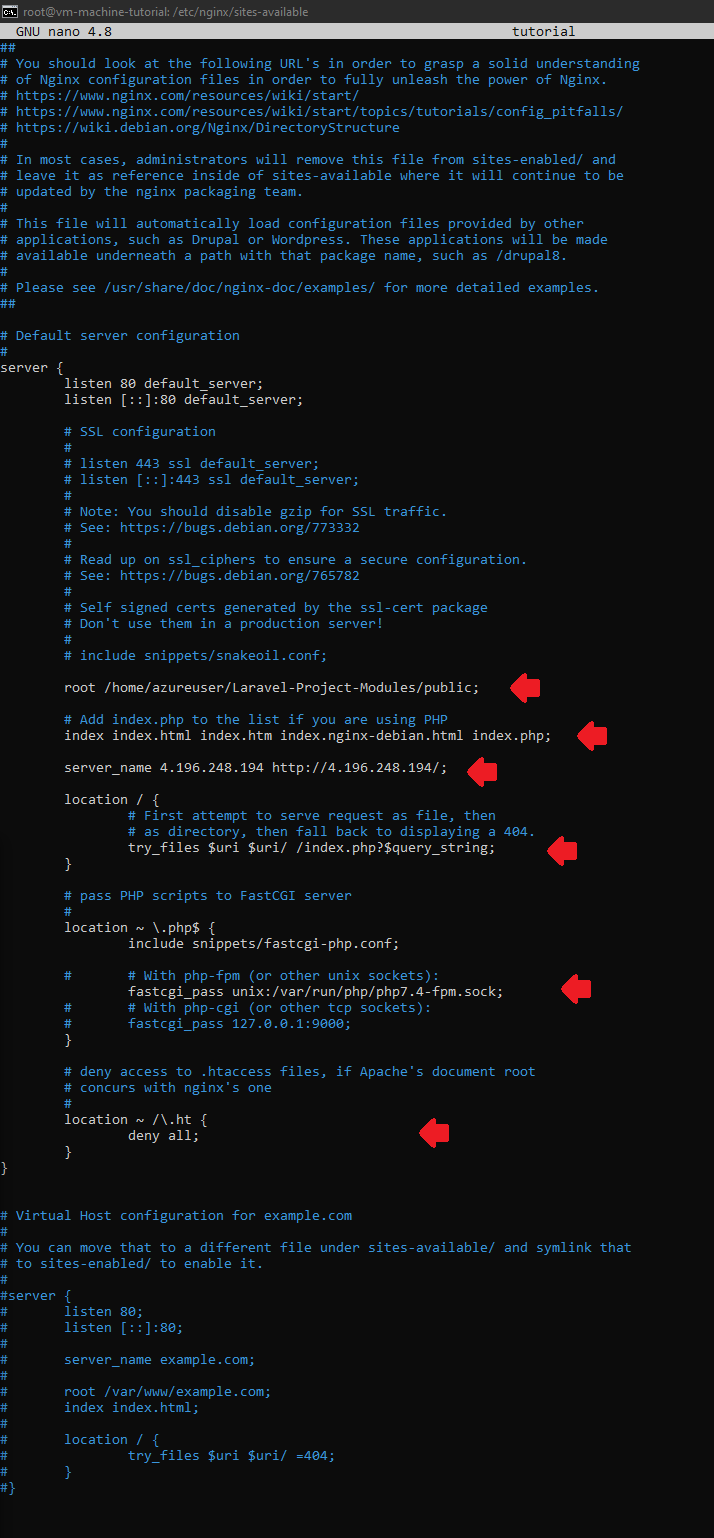 root@vm-machine-tutorial: /etc/nginx/sites-available
GNU nano 4.8 tutorial
##
# You should look at the following URL's in order to grasp a solid understanding
# of Nginx configuration files in order to fully unleash the power of Nginx.
# https://www.nginx.com/resources/wiki/start/
# https://www.nginx.com/resources/wiki/start/topics/tutorials/config_pitfalls/
# https://wiki.debian.org/Nginx/DirectoryStructure
#
# In most cases, administrators will remove this file from sites-enabled/ and
# leave it as reference inside of sites-available where it will continue to be
# updated by the nginx packaging team.
#
# This file will automatically load configuration files provided by other
# applications, such as Drupal or Wordpress. These applications will be made
# available underneath a path with that package name, such as /drupal8.
#
# Please see /usr/share/doc/nginx-doc/examples/ for more detailed examples.
##

# Default server configuration
#
server {
        listen 80 default_server;
        listen [::]:80 default_server;

        # SSL configuration
        #
        # listen 443 ssl default_server;
        # listen [::]:443 ssl default_server;
        #
        # Note: You should disable gzip for SSL traffic.
        # See: https://bugs.debian.org/773332
        #
        # Read up on ssl_ciphers to ensure a secure configuration.
        # See: https://bugs.debian.org/765782
        #
        # Self signed certs generated by the ssl-cert package
        # Don't use them in a production server!
        #
        # include snippets/snakeoil.conf;

        root /home/azureuser/Laravel-Project-Modules/public;

        # Add index.php to the list if you are using PHP
        index index.html index.htm index.nginx-debian.html index.php;

        server_name 4.196.248.194 http://4.196.248.194/;

        location / {
                # First attempt to serve request as file, then
                # as directory, then fall back to displaying a 404.
                try_files $uri $uri/ /index.php?$query_string;
        }

        # pass PHP scripts to FastCGI server
        #
        location ~ \.php$ {
                include snippets/fastcgi-php.conf;

        #       # With php-fpm (or other unix sockets):
                fastcgi_pass unix:/var/run/php/php7.4-fpm.sock;
        #       # With php-cgi (or other tcp sockets):
        #       fastcgi_pass 127.0.0.1:9000;
        }

        # deny access to .htaccess files, if Apache's document root
        # concurs with nginx's one
        #
        location ~ /\.ht {
                deny all;
        }
}

# Virtual Host configuration for example.com
#
# You can move that to a different file under sites-available/ and symlink that
# to sites-enabled/ to enable it.
#
#server {
#       listen 80;
#       listen [::]:80;
#
#       server_name example.com;
#
#       root /var/www/example.com;
#       index index.html;
#
#       location / {
#               try_files $uri $uri/ =404;
#       }
#}